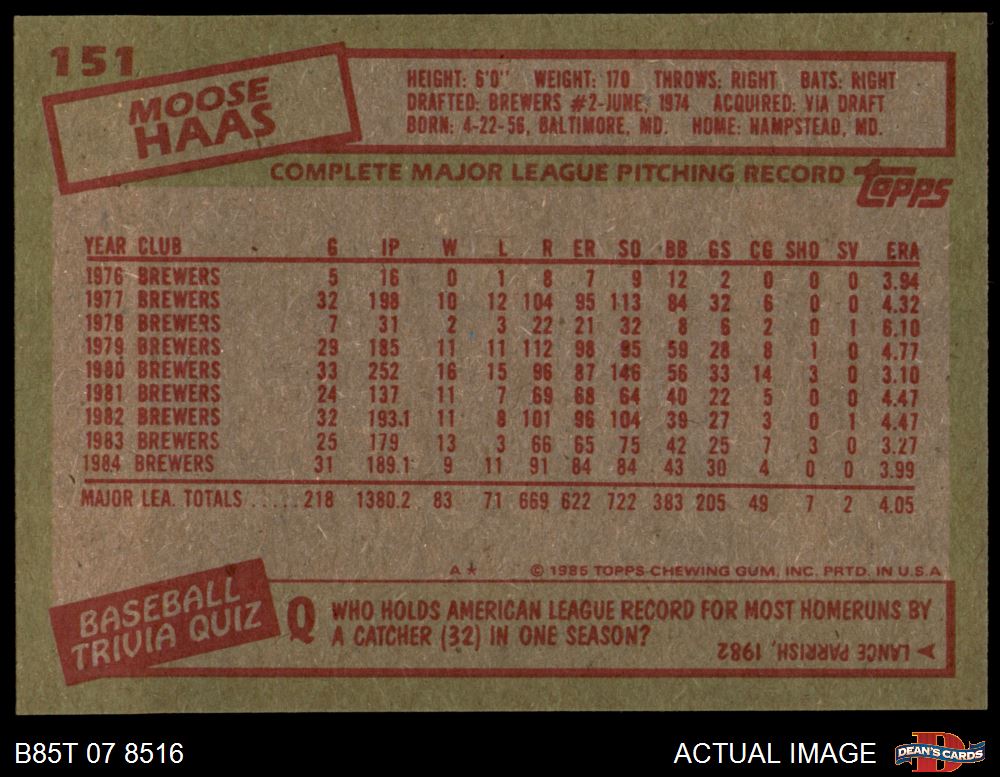 151
MOOSE
HAAS
HEIGHT: 6'0" WEIGHT: 170 THROWS: RIGHT BATS: RIGHT
DRAFTED: BREWERS #2-JUNE, 1974 ACQUIRED: VIA DRAFT
BORN: 4-22-56, BALTIMORE, MD. HOME: HAMPSTEAD, MD.
COMPLETE MAJOR LEAGUE PITCHING RECORD topps
YEAR CLUB G IP W L R ER SO BB GS CG SHO SV ERA
1976 BREWERS 5 16 0 1 8 7 9 12 2 0 0 0 3.94
1977 BREWERS 32 198 10 12 104 95 113 84 32 6 0 0 4.32
1978 BREWERS 7 31 2 3 22 21 32 8 6 2 0 1 6.10
1979 BREWERS 29 185 11 11 112 98 95 59 28 8 1 0 4.77
1980 BREWERS 33 252 16 15 96 87 146 56 33 14 3 0 3.10
1981 BREWERS 24 137 11 7 69 68 64 40 22 5 0 0 4.47
1982 BREWERS 32 193.1 11 8 101 96 104 39 27 3 0 1 4.47
1983 BREWERS 25 179 13 3 66 65 75 42 25 7 3 0 3.27
1984 BREWERS 31 189.1 9 11 91 84 84 43 30 4 0 0 3.99
MAJOR LEA. TOTALS ..... 218 1380.2 83 71 669 622 722 383 205 49 7 2 4.05
A* © 1985 TOPPS CHEWING GUM, INC. PRTD. IN U.S.A
BASEBALL
TRIVIA QUIZ
Q WHO HOLDS AMERICAN LEAGUE RECORD FOR MOST HOMERUNS BY
A CATCHER (32) IN ONE SEASON?
LANCE PARRISH, 1982
B85T 07 8516 ACTUAL IMAGE DEAN'S CARDS